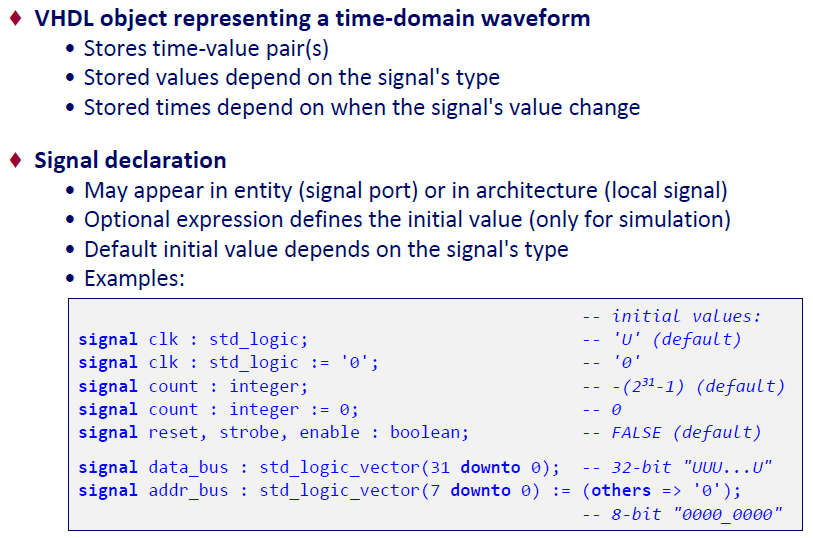 ♦ VHDL object representing a time-domain waveform
• Stores time-value pair(s)
• Stored values depend on the signal's type
• Stored times depend on when the signal's value change
♦ Signal declaration
• May appear in entity (signal port) or in architecture (local signal)
• Optional expression defines the initial value (only for simulation)
• Default initial value depends on the signal's type
• Examples:
-- initial values:
signal clk : std_logic; -- 'U' (default)
signal clk : std_logic := '0'; -- '0'
signal count : integer; -- -(2³¹-1) (default)
signal count : integer := 0; -- 0
signal reset, strobe, enable : boolean; -- FALSE (default)
signal data_bus : std_logic_vector(31 downto 0); -- 32-bit "UUU...U"
signal addr_bus : std_logic_vector(7 downto 0) := (others => '0');
-- 8-bit "0000_0000"